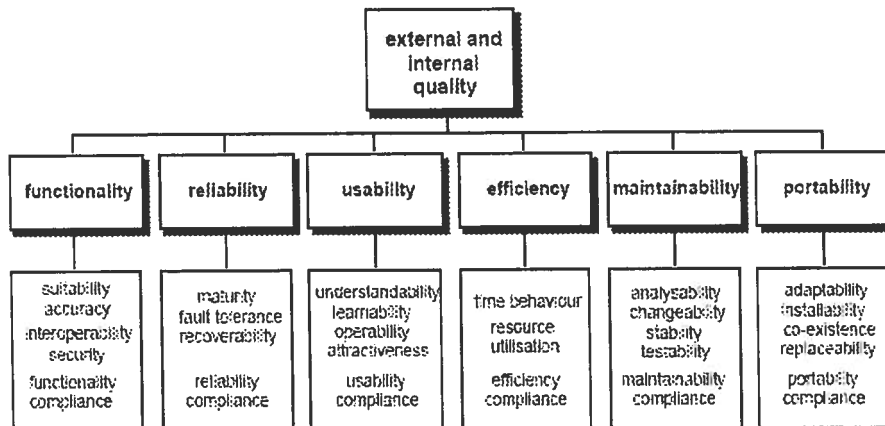 external and
internal
quality
functionality
reliability
usability
efficiency
maintainability
portability
suitability
accuracy
interoperability
security
functionality
compliance
maturity
fault tolerance
recoverability
reliability
compliance
understandability
learnability
operability
attractiveness
usability
compliance
time behaviour
resource
utilisation
efficiency
compliance
analysability
changeability
stability
testability
maintainability
compliance
adaptability
installability
co-existence
replaceability
portability
compliance